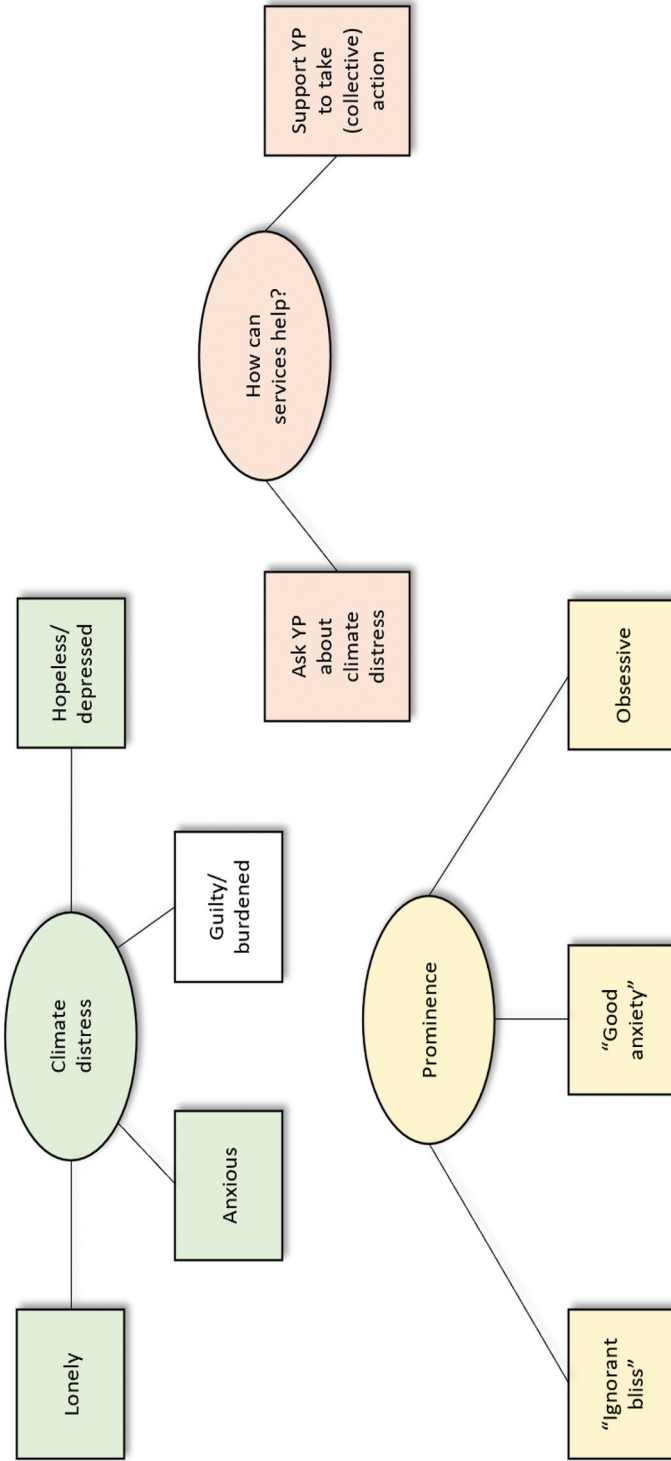 Climate
distress
Lonely
Anxious
Guilty/
burdened
Hopeless/
depressed
Prominence
“Ignorant
bliss”
“Good
anxiety”
Obsessive
How can
services help?
Ask YP
about
climate
distress
Support YP
to take
(collective)
action